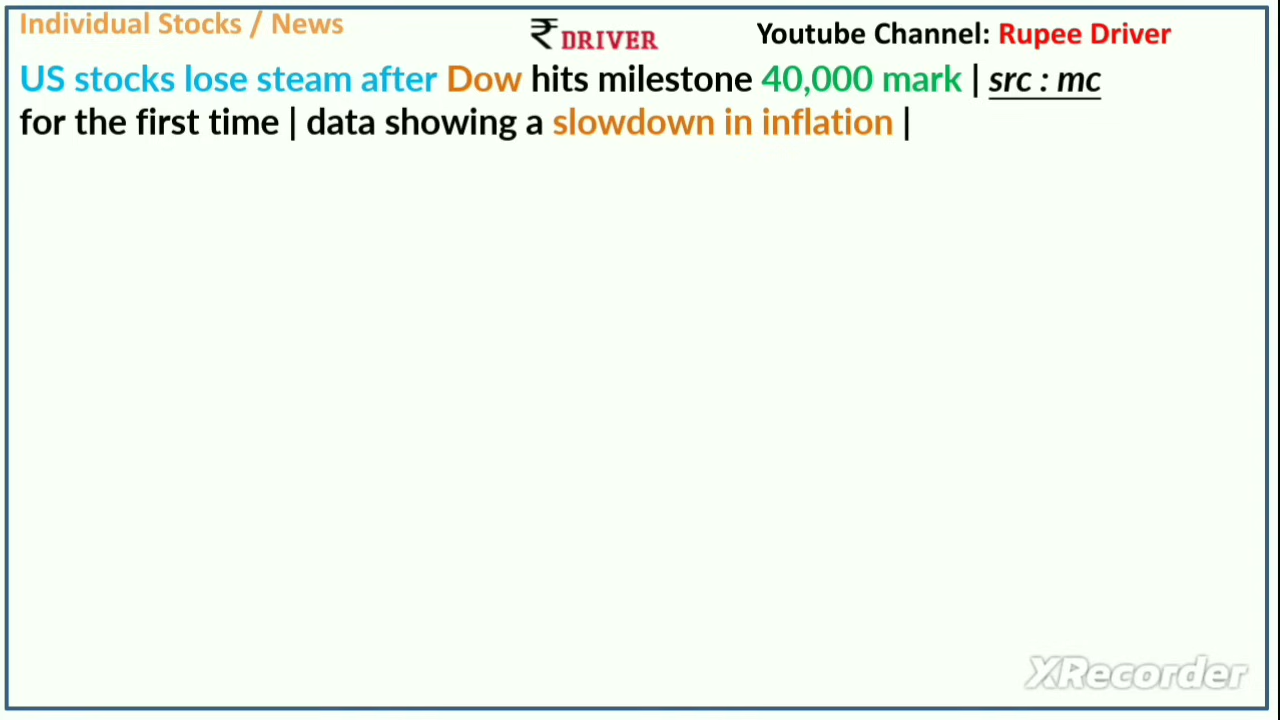 Individual Stocks / News
₹ DRIVER
Youtube Channel: Rupee Driver
US stocks lose steam after Dow hits milestone 40,000 mark | src : mc
for the first time | data showing a slowdown in inflation |
XRecorder